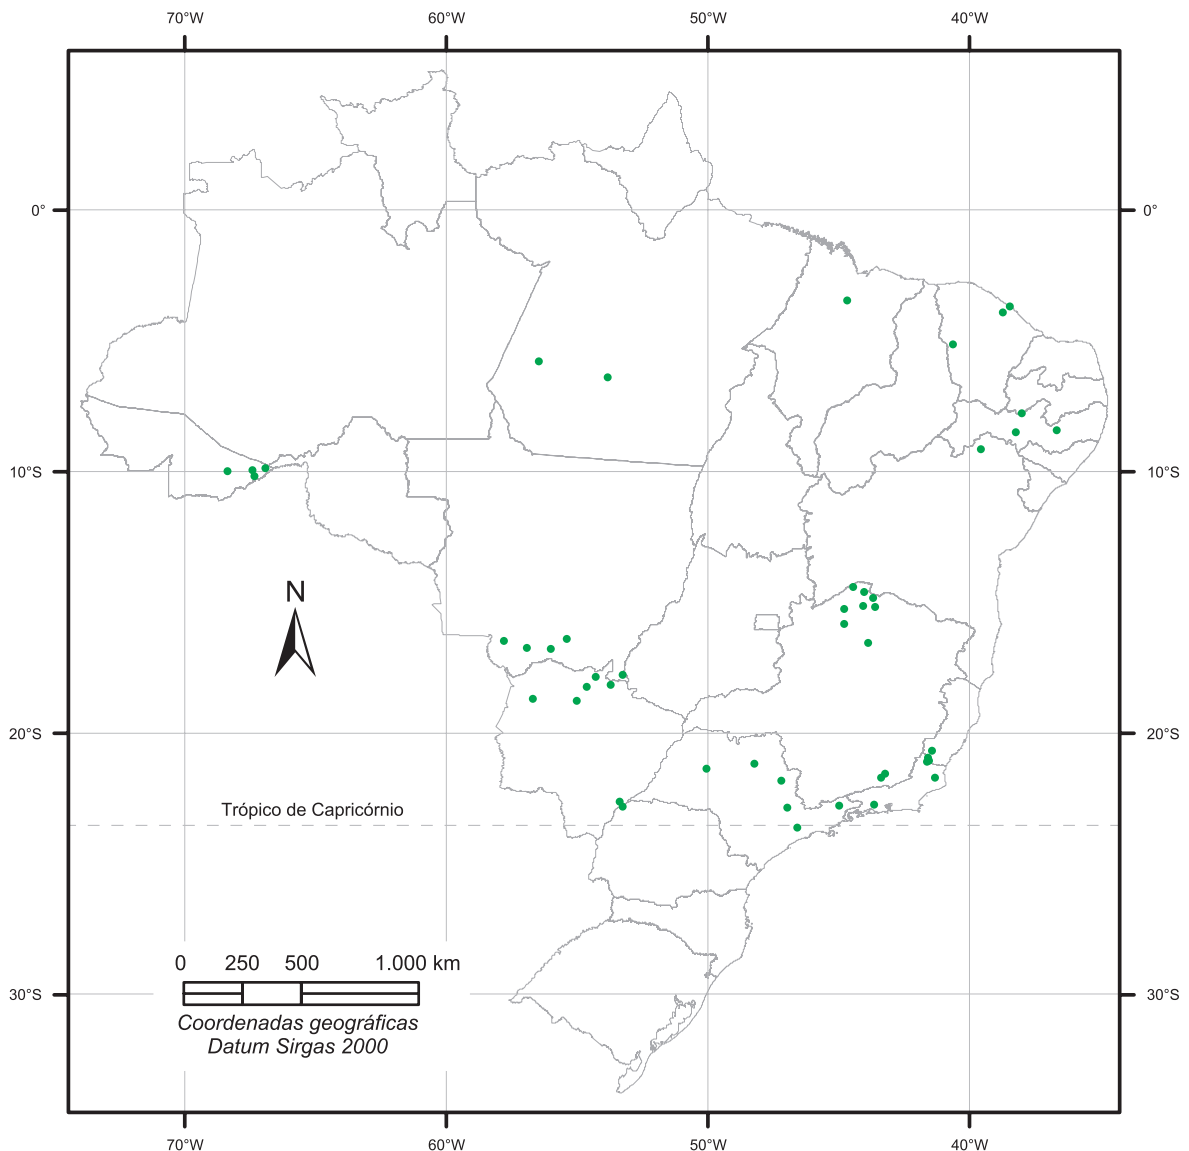 70°W 60°W 50°W 40°W
0° 0°
10°S 10°S
N
20°S 20°S
Trópico de Capricórnio
0 250 500 1.000 km
30°S 30°S
Coordenadas geográficas
Datum Sirgas 2000
70°W 60°W 50°W 40°W